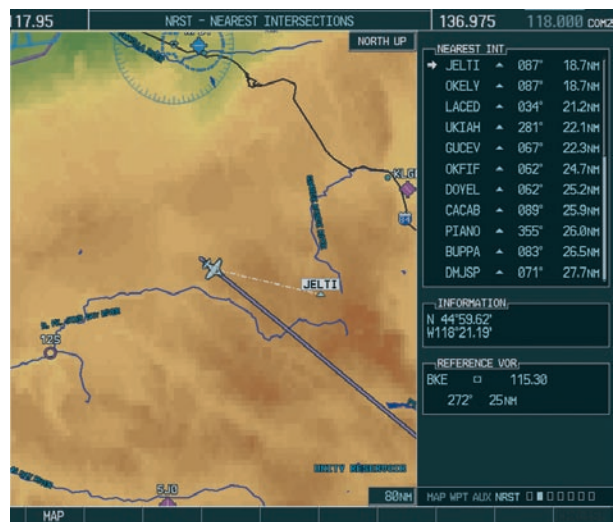 117.95 NRST - NEAREST INTERSECTIONS 136.975 118.000 COM2
NORTH UP
NEAREST INT
JELTI 087° 18.7NM
OKELY 087° 18.7NM
LACED 034° 21.2NM
UKIAH 281° 22.1NM
GUCEV 067° 22.3NM
OKFIF 062° 24.7NM
DOYEL 062° 25.2NM
CACAB 089° 25.9NM
PIANO 355° 26.0NM
BUPPA 083° 26.5NM
DMJSP 071° 27.7NM
JELTI
INFORMATION
N 44°59.62'
W118°21.19'
REFERENCE VOR
BKE 115.30
272° 25NM
UNITY RESERVOIR
5J0
80NM
MAP WPT AUX NRST
MAP